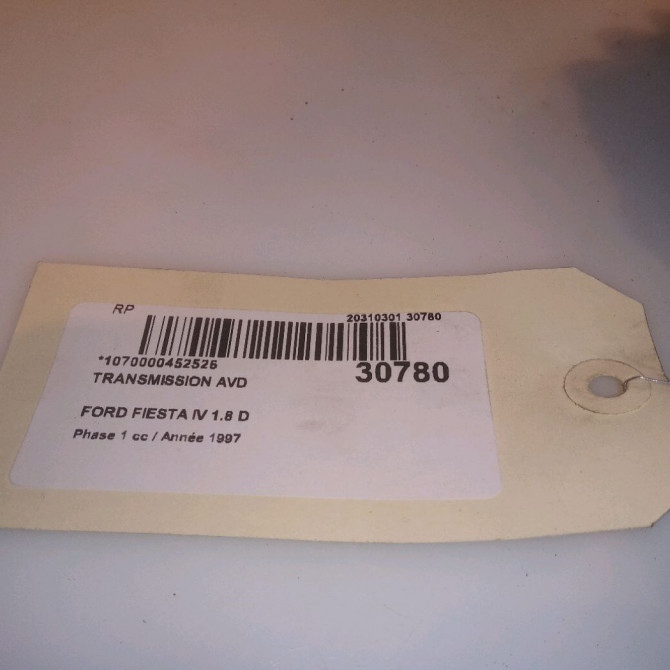 RP
20310301 30780
*1070000452525
30780
TRANSMISSION AVD
FORD FIESTA IV 1.8 D
Phase 1 cc / Année 1997